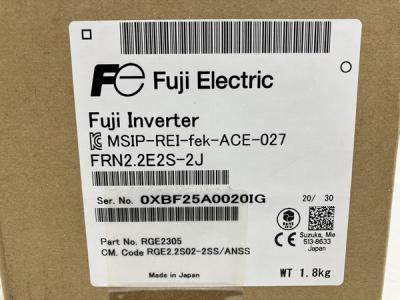 Fe Fuji Electric
Fuji Inverter
MSIP-REI-fek-ACE-027
FRN2.2E2S-2J
Ser. No. 0XBF25A0020IG
20/ 30
Suzuka, Mie
513-8633
Japan
Part No. RGE2305
CM. Code RGE2.2S02-2SS/ANSS
Made in Japan
WT 1.8kg